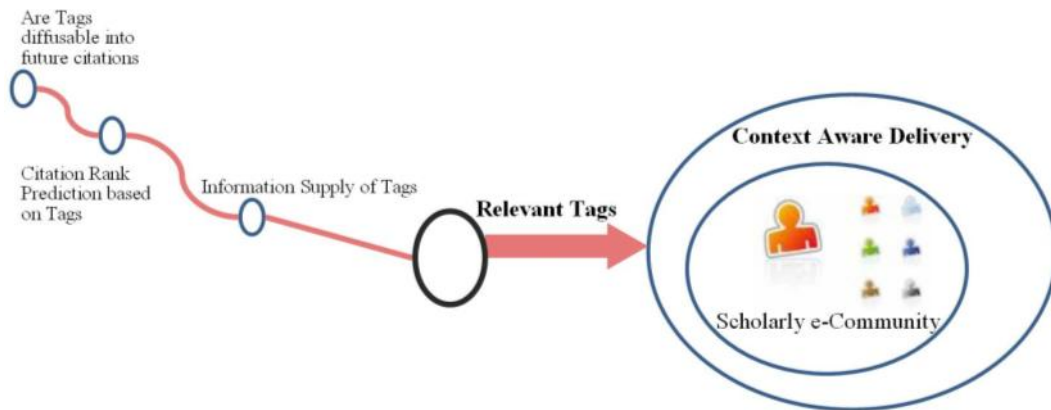 Are Tags
diffusable into
future citations
Citation Rank
Prediction based
on Tags
Information Supply of Tags
Relevant Tags
Context Aware Delivery
Scholarly e-Community